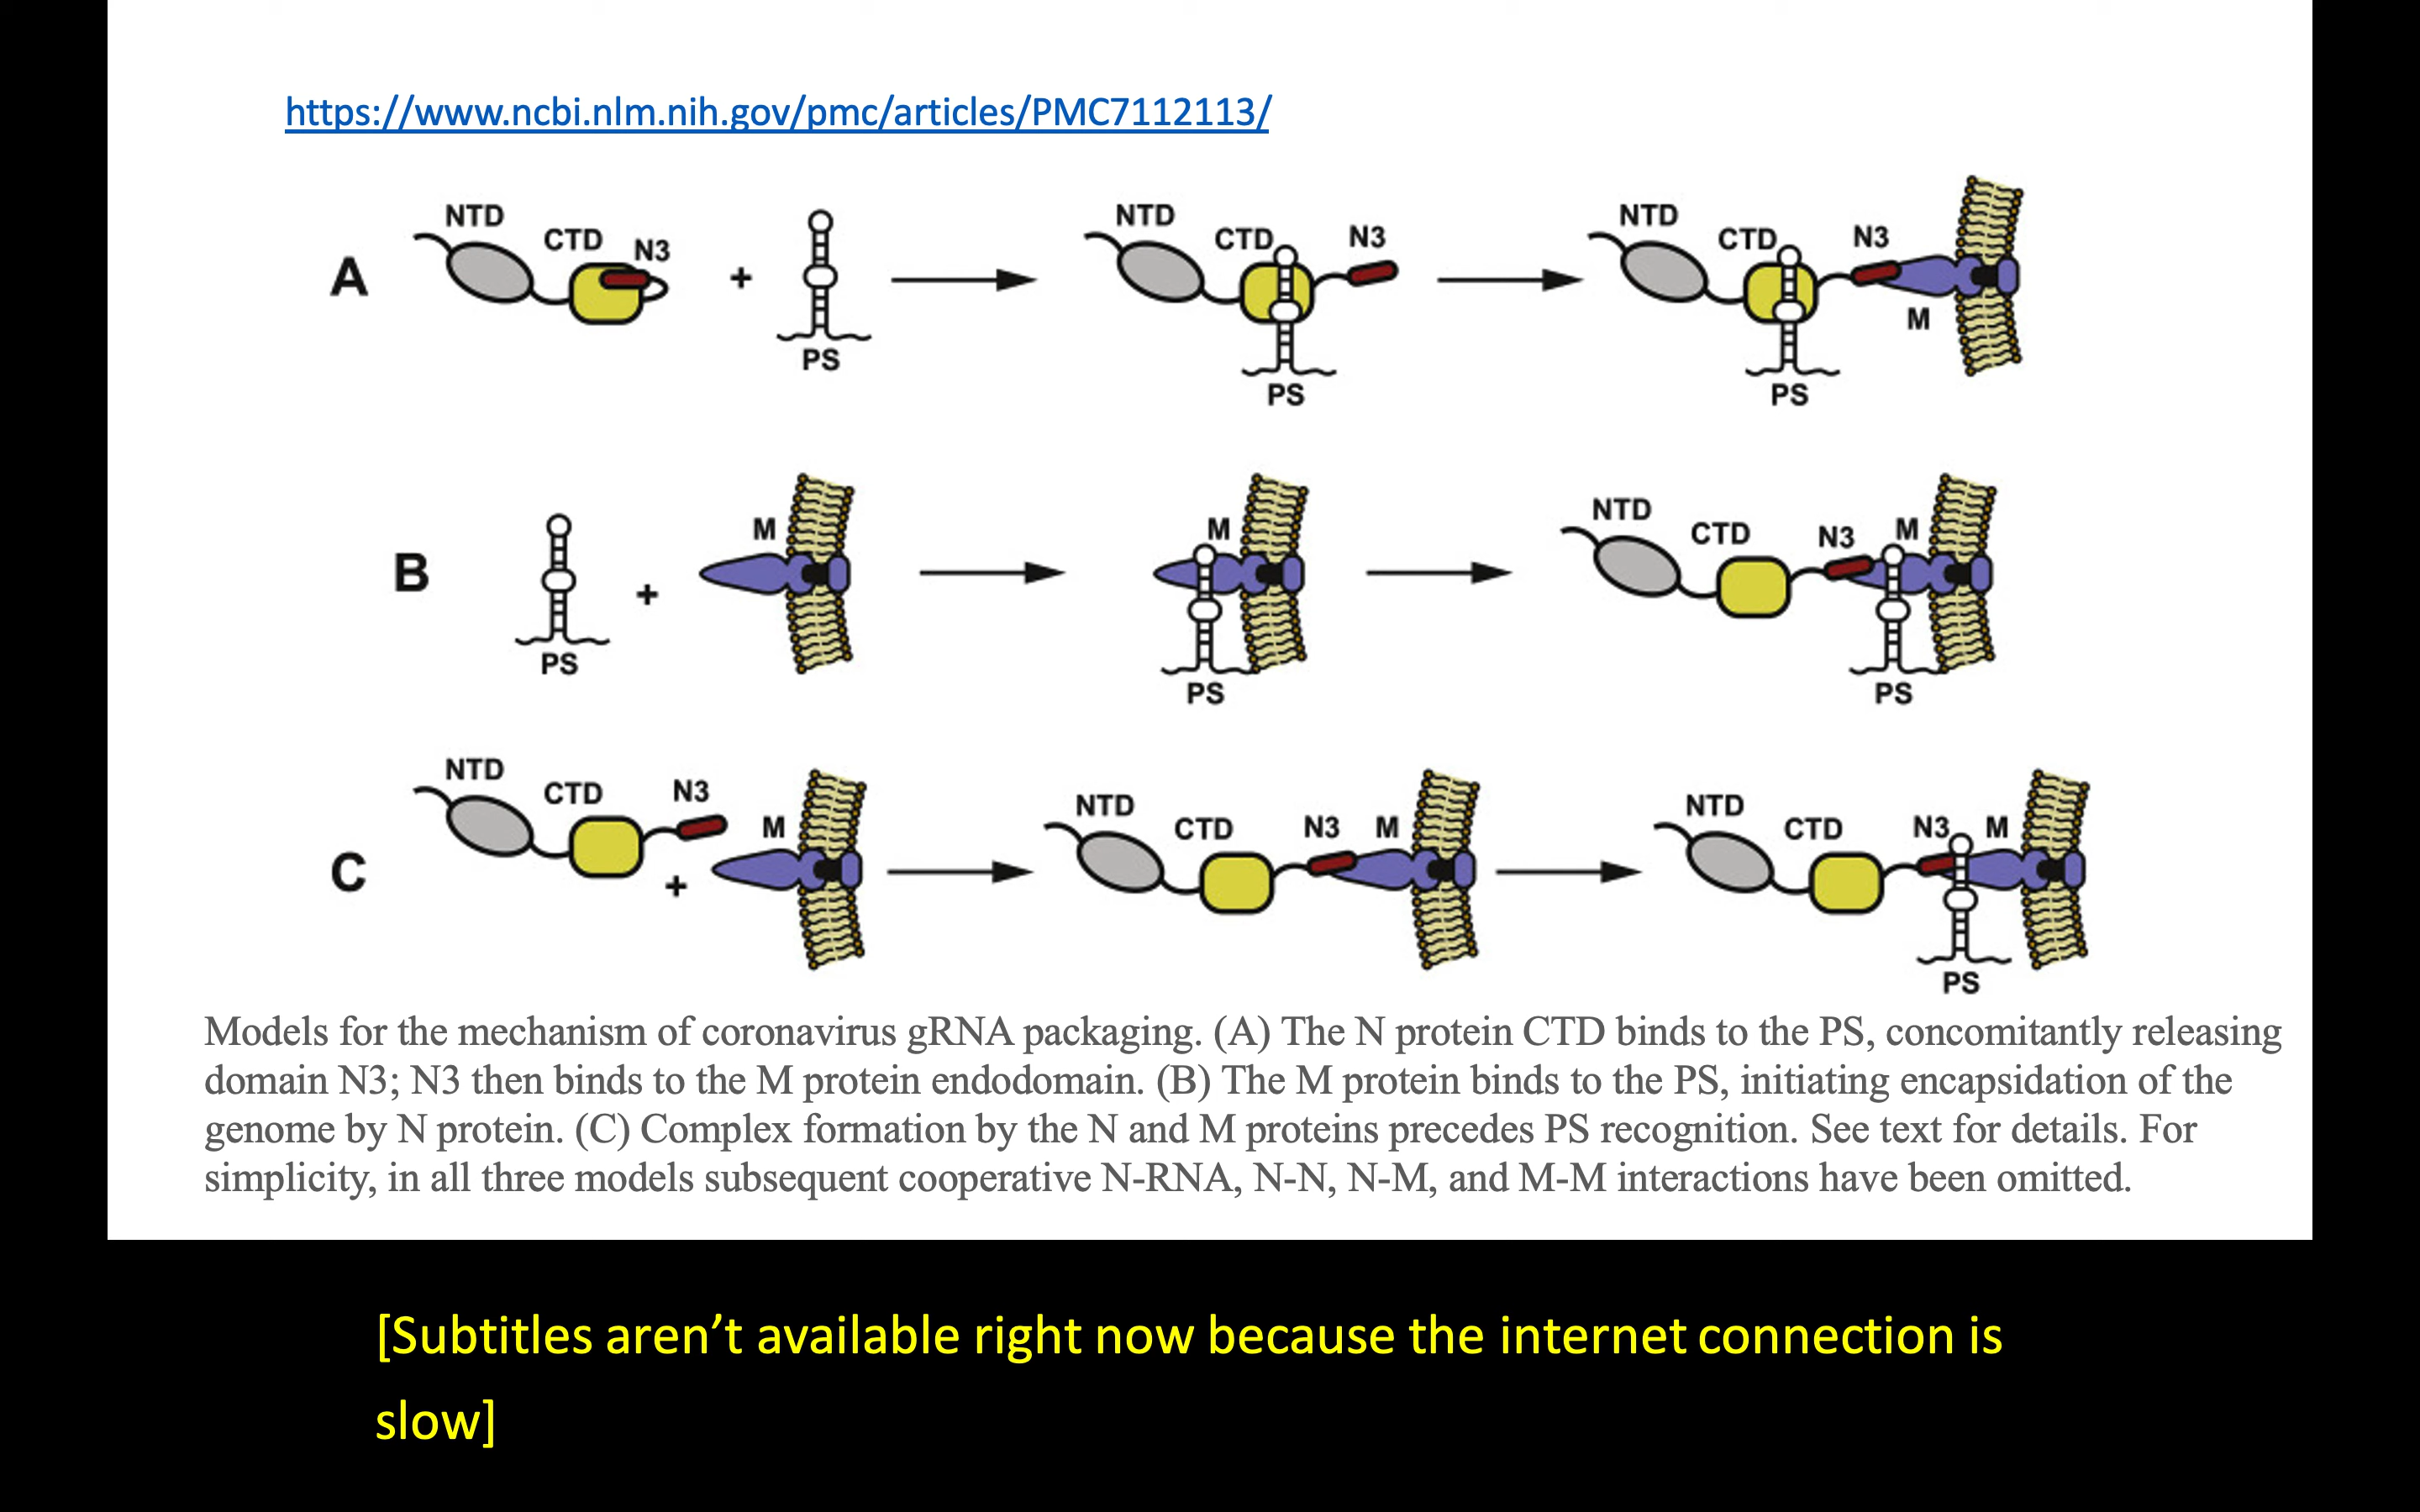 https://www.ncbi.nlm.nih.gov/pmc/articles/PMC7112113/
A
NTD CTD N3 + PS
NTD CTD N3 PS
NTD CTD N3 M PS
B
PS + M
M PS
NTD CTD N3 M PS
C
NTD CTD N3 + M
NTD CTD N3 M
NTD CTD N3 M PS
Models for the mechanism of coronavirus gRNA packaging. (A) The N protein CTD binds to the PS, concomitantly releasing
domain N3; N3 then binds to the M protein endodomain. (B) The M protein binds to the PS, initiating encapsidation of the
genome by N protein. (C) Complex formation by the N and M proteins precedes PS recognition. See text for details. For
simplicity, in all three models subsequent cooperative N-RNA, N-N, N-M, and M-M interactions have been omitted.
[Subtitles aren’t available right now because the internet connection is
slow]